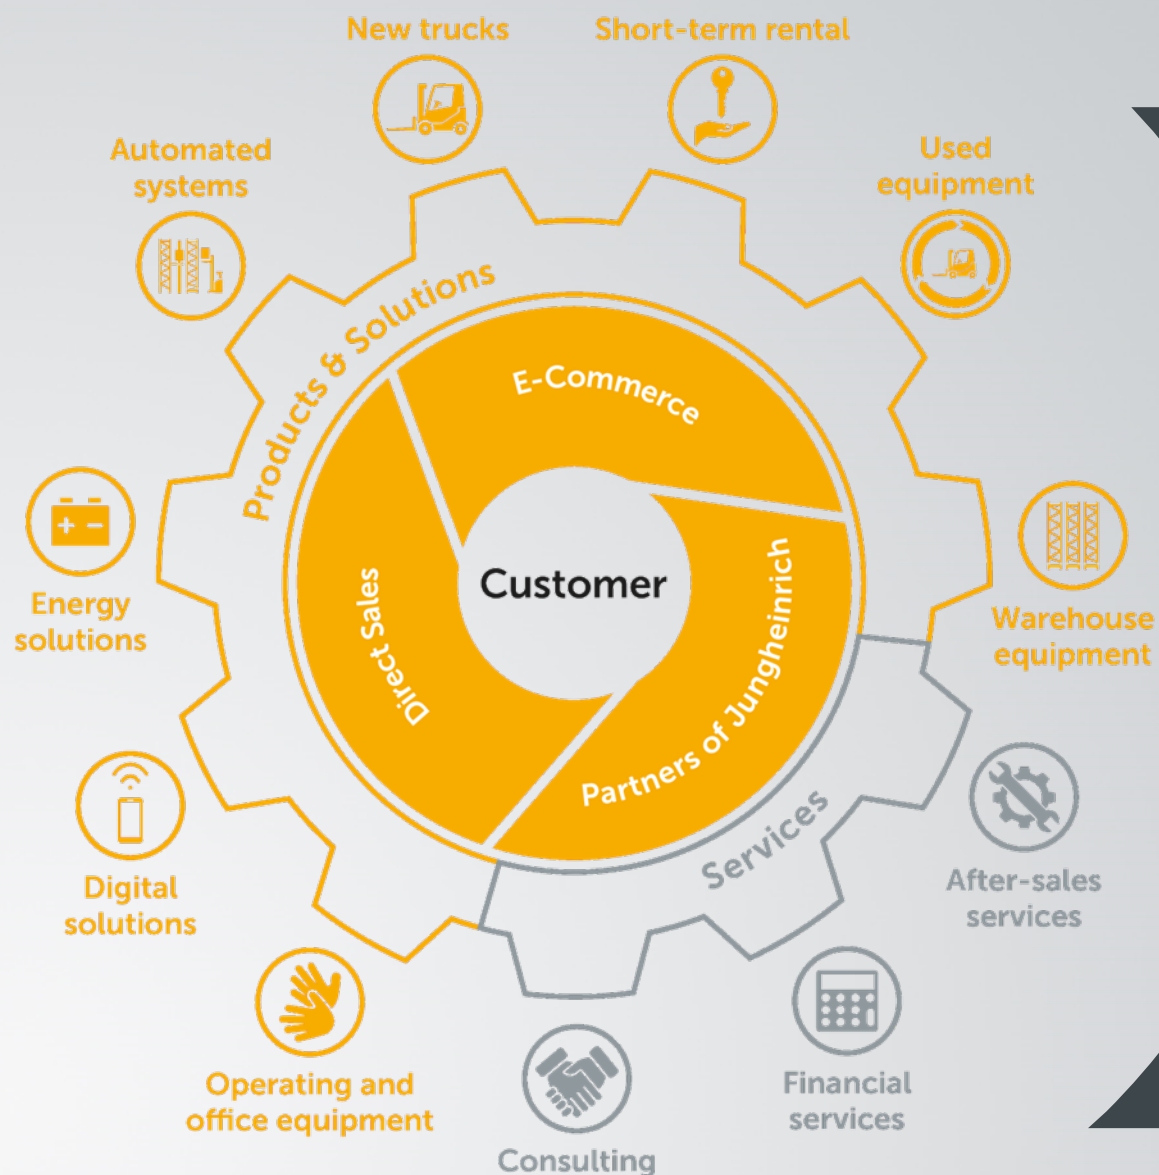 New trucks
Short-term rental
Automated
systems
Used
equipment
Products & Solutions
E-Commerce
Customer
Direct Sales
Partners of Jungheinrich
Energy
solutions
Warehouse
equipment
Services
Digital
solutions
After-sales
services
Operating and
office equipment
Financial
services
Consulting